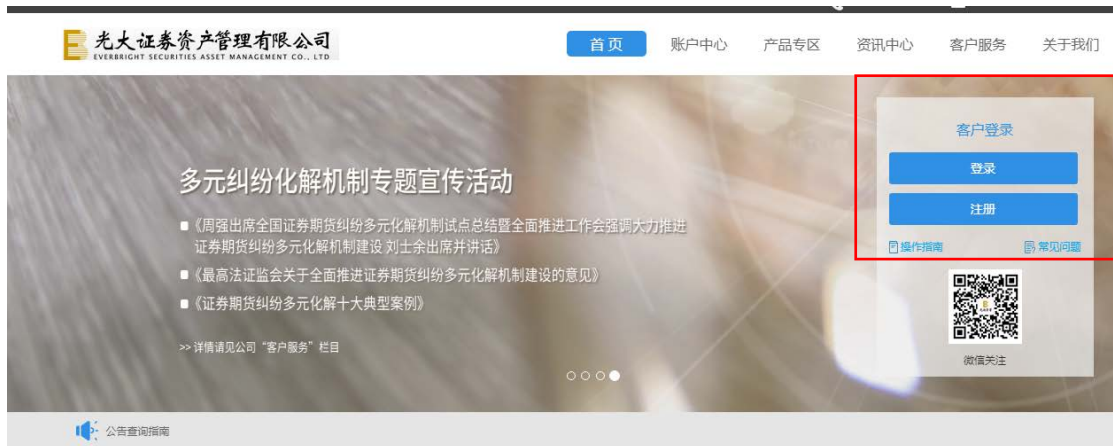 光大证券资产管理有限公司
EVERBRIGHT SECURITIES ASSET MANAGEMENT CO., LTD
首页 账户中心 产品专区 资讯中心 客户服务 关于我们
多元纠纷化解机制专题宣传活动
《周强出席全国证券期货纠纷多元化解机制试点总结暨全面推进工作会强调大力推进
证券期货纠纷多元化解机制建设 刘士余出席并讲话》
《最高法证监会关于全面推进证券期货纠纷多元化解机制建设的意见》
《证券期货纠纷多元化解十大典型案例》
>> 详情请见公司“客户服务”栏目
客户登录
登录
注册
操作指南 常见问题
微信关注
公告查询指南